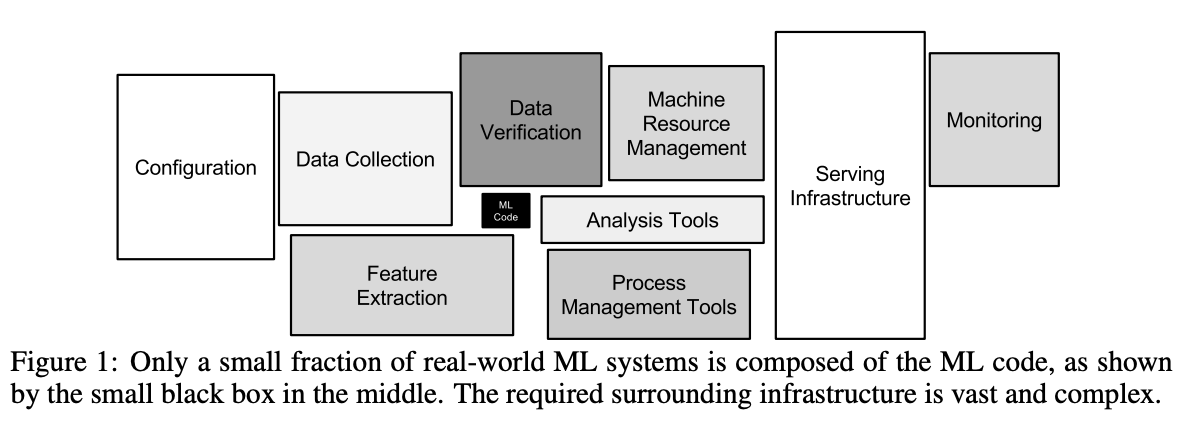 Configuration
Data Collection
Data
Verification
Machine
Resource
Management
Serving
Infrastructure
Monitoring
ML
Code
Analysis Tools
Feature
Extraction
Process
Management Tools
Figure 1: Only a small fraction of real-world ML systems is composed of the ML code, as shown
by the small black box in the middle. The required surrounding infrastructure is vast and complex.